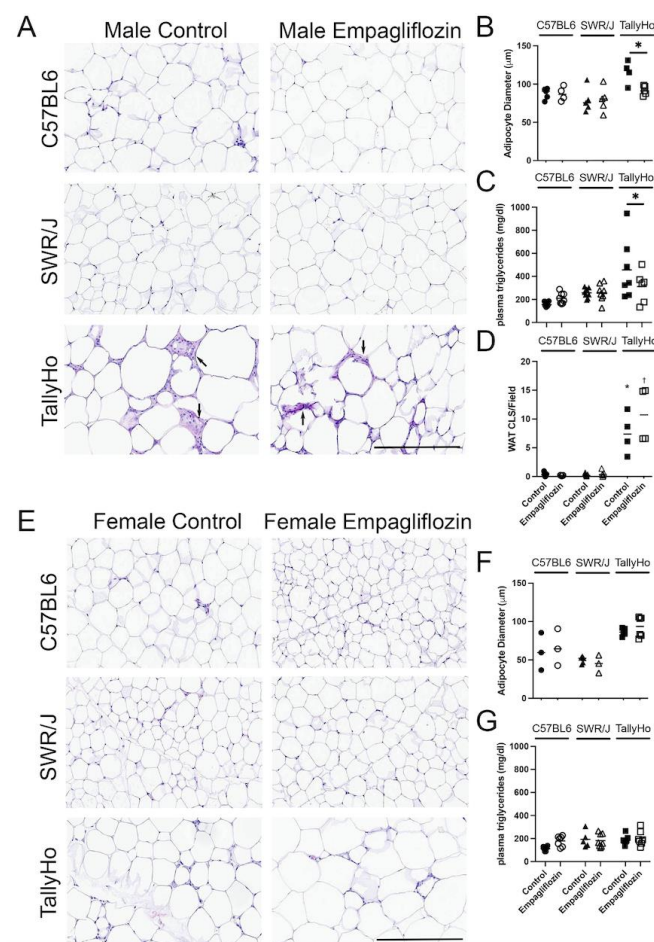 A
Male Control
Male Empagliflozin
C57BL6
SWR/J
TallyHo
B
C57BL6 SWR/J TallyHo
Adipocyte Diameter (μm)
150
100
50
0
*
C
C57BL6 SWR/J TallyHo
plasma triglycerides (mg/dl)
1000
800
600
400
200
0
*
D
C57BL6 SWR/J TallyHo
WAT CLS/Field
20
15
10
5
0
* †
Control
Empagliflozin
Control
Empagliflozin
Control
Empagliflozin
E
Female Control
Female Empagliflozin
C57BL6
SWR/J
TallyHo
F
C57BL6 SWR/J TallyHo
Adipocyte Diameter (μm)
150
100
50
0
G
C57BL6 SWR/J TallyHo
plasma triglycerides (mg/dl)
1000
800
600
400
200
0
Control
Empagliflozin
Control
Empagliflozin
Control
Empagliflozin